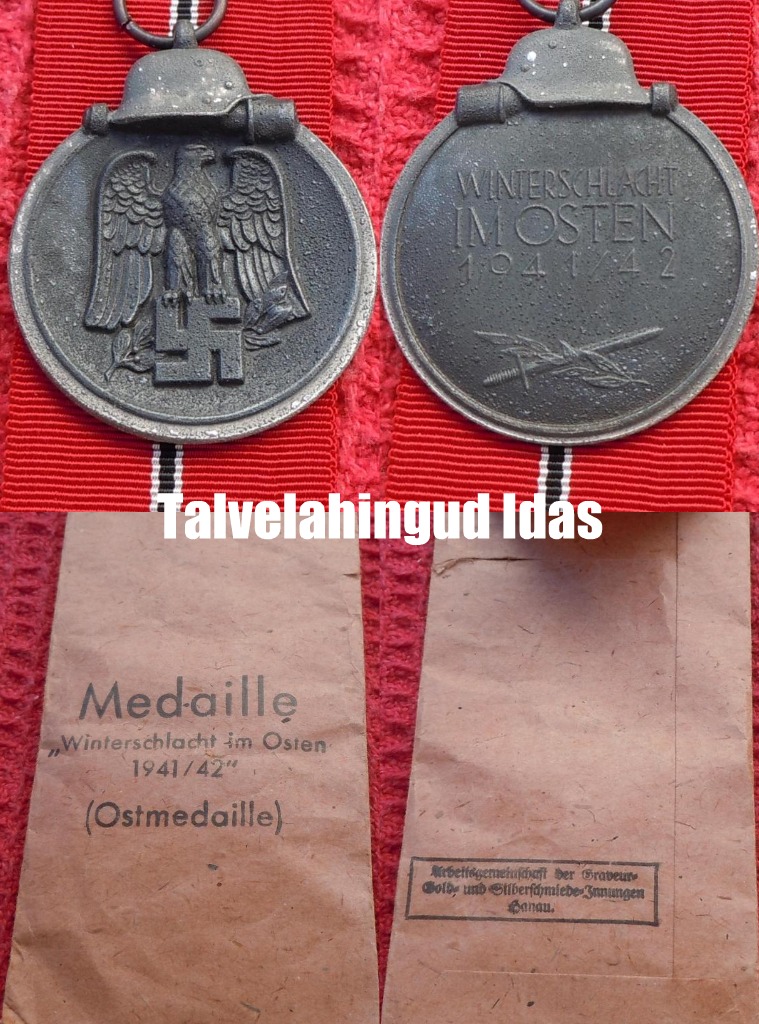 WINTERSCHLACHT
IM OSTEN
1941/42
Talvelahingud Idas
Medaille
„Winterschlacht im Osten
1941/42"
(Ostmedaille)
Arbeitsgemeinschaft der Graveur-
Gold- und Silberschmiede-Innungen
Hanau.